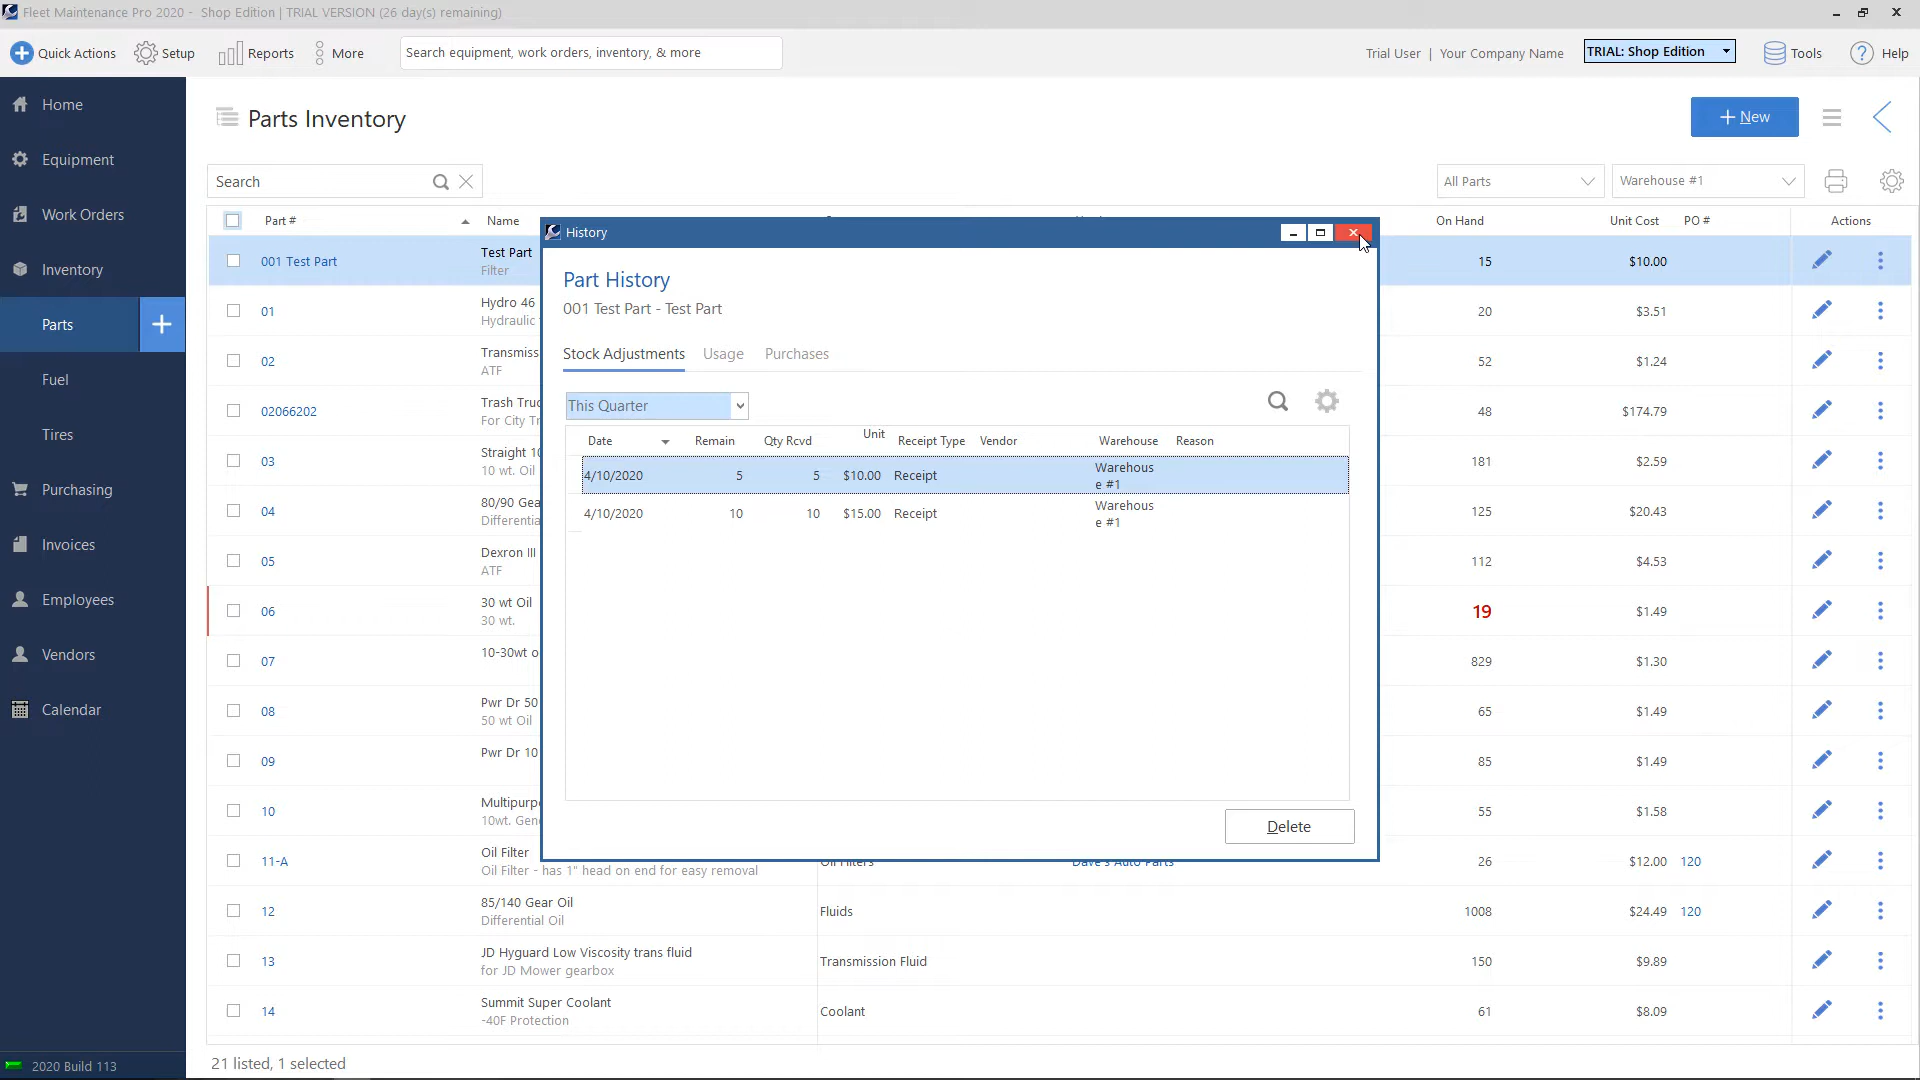 Fleet Maintenance Pro 2020 - Shop Edition | TRIAL VERSION (26 day(s) remaining)
Quick Actions Setup Reports More Search equipment, work orders, inventory, & more Trial User | Your Company Name TRIAL: Shop Edition Tools Help
Home
Equipment
Work Orders
Inventory
Parts
Fuel
Tires
Purchasing
Invoices
Employees
Vendors
Calendar
2020 Build 113
Parts Inventory
+ New
Search All Parts Warehouse #1
Part # Name On Hand Unit Cost PO # Actions
001 Test Part Test Part 15 $10.00
Filter
01 Hydro 46 20 $3.51
Hydraulic
02 Transmiss 52 $1.24
ATF
02066202 Trash Truc 48 $174.79
For City Tr
03 Straight 10 181 $2.59
10 wt. Oil
04 80/90 Gea 125 $20.43
Differentia
05 Dexron III 112 $4.53
ATF
06 30 wt Oil 19 $1.49
30 wt.
07 10-30wt o 829 $1.30
08 Pwr Dr 50 65 $1.49
50 wt Oil
09 Pwr Dr 10 85 $1.49
10 Multipurpo 55 $1.58
10wt. Gene
11-A Oil Filter Oil Filters Dave's Auto Parts 26 $12.00 120
Oil Filter - has 1" head on end for easy removal
12 85/140 Gear Oil Fluids 1008 $24.49 120
Differential Oil
13 JD Hyguard Low Viscosity trans fluid Transmission Fluid 150 $9.89
for JD Mower gearbox
14 Summit Super Coolant Coolant 61 $8.09
-40F Protection
21 listed, 1 selected
History
Part History
001 Test Part - Test Part
Stock Adjustments Usage Purchases
This Quarter
Date Remain Qty Rcvd Unit Receipt Type Vendor Warehouse Reason
4/10/2020 5 5 $10.00 Receipt Warehous
e #1
4/10/2020 10 10 $15.00 Receipt Warehous
e #1
Delete